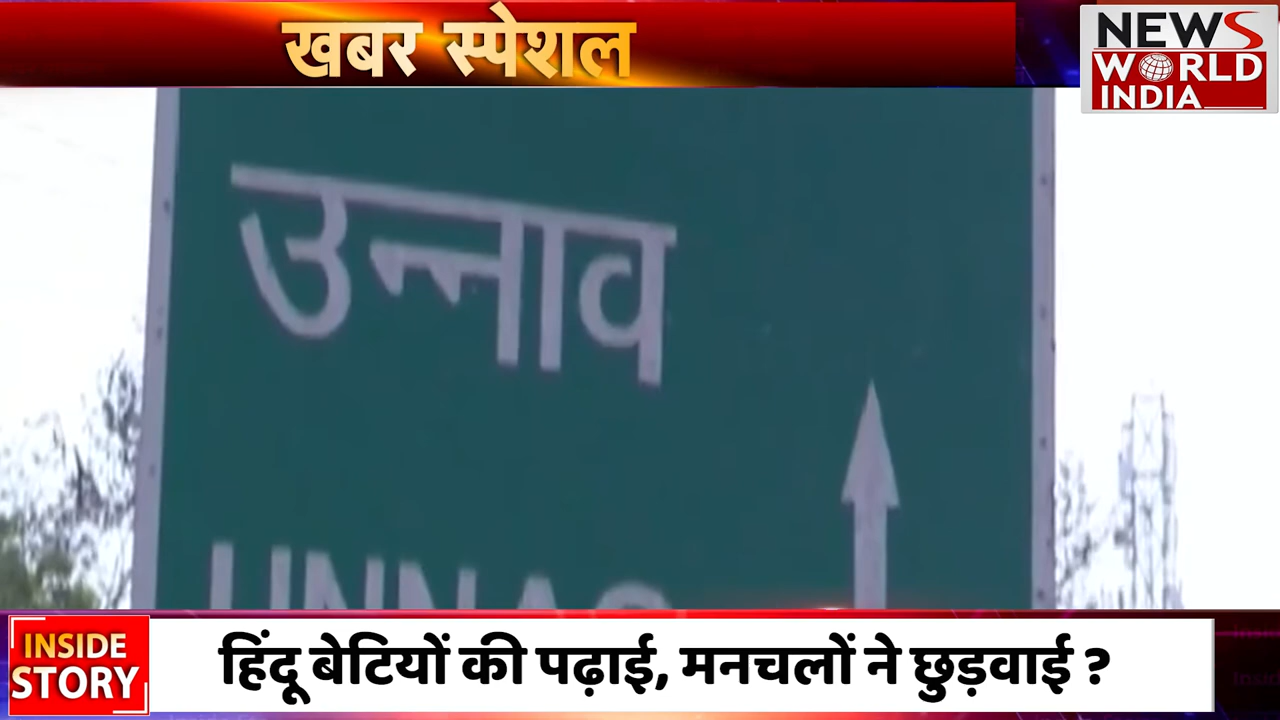 खबर स्पेशल
NEWS
WORLD
INDIA
उन्नाव
INSIDE
STORY
हिंदू बेटियों की पढ़ाई, मनचलों ने छुड़वाई ?